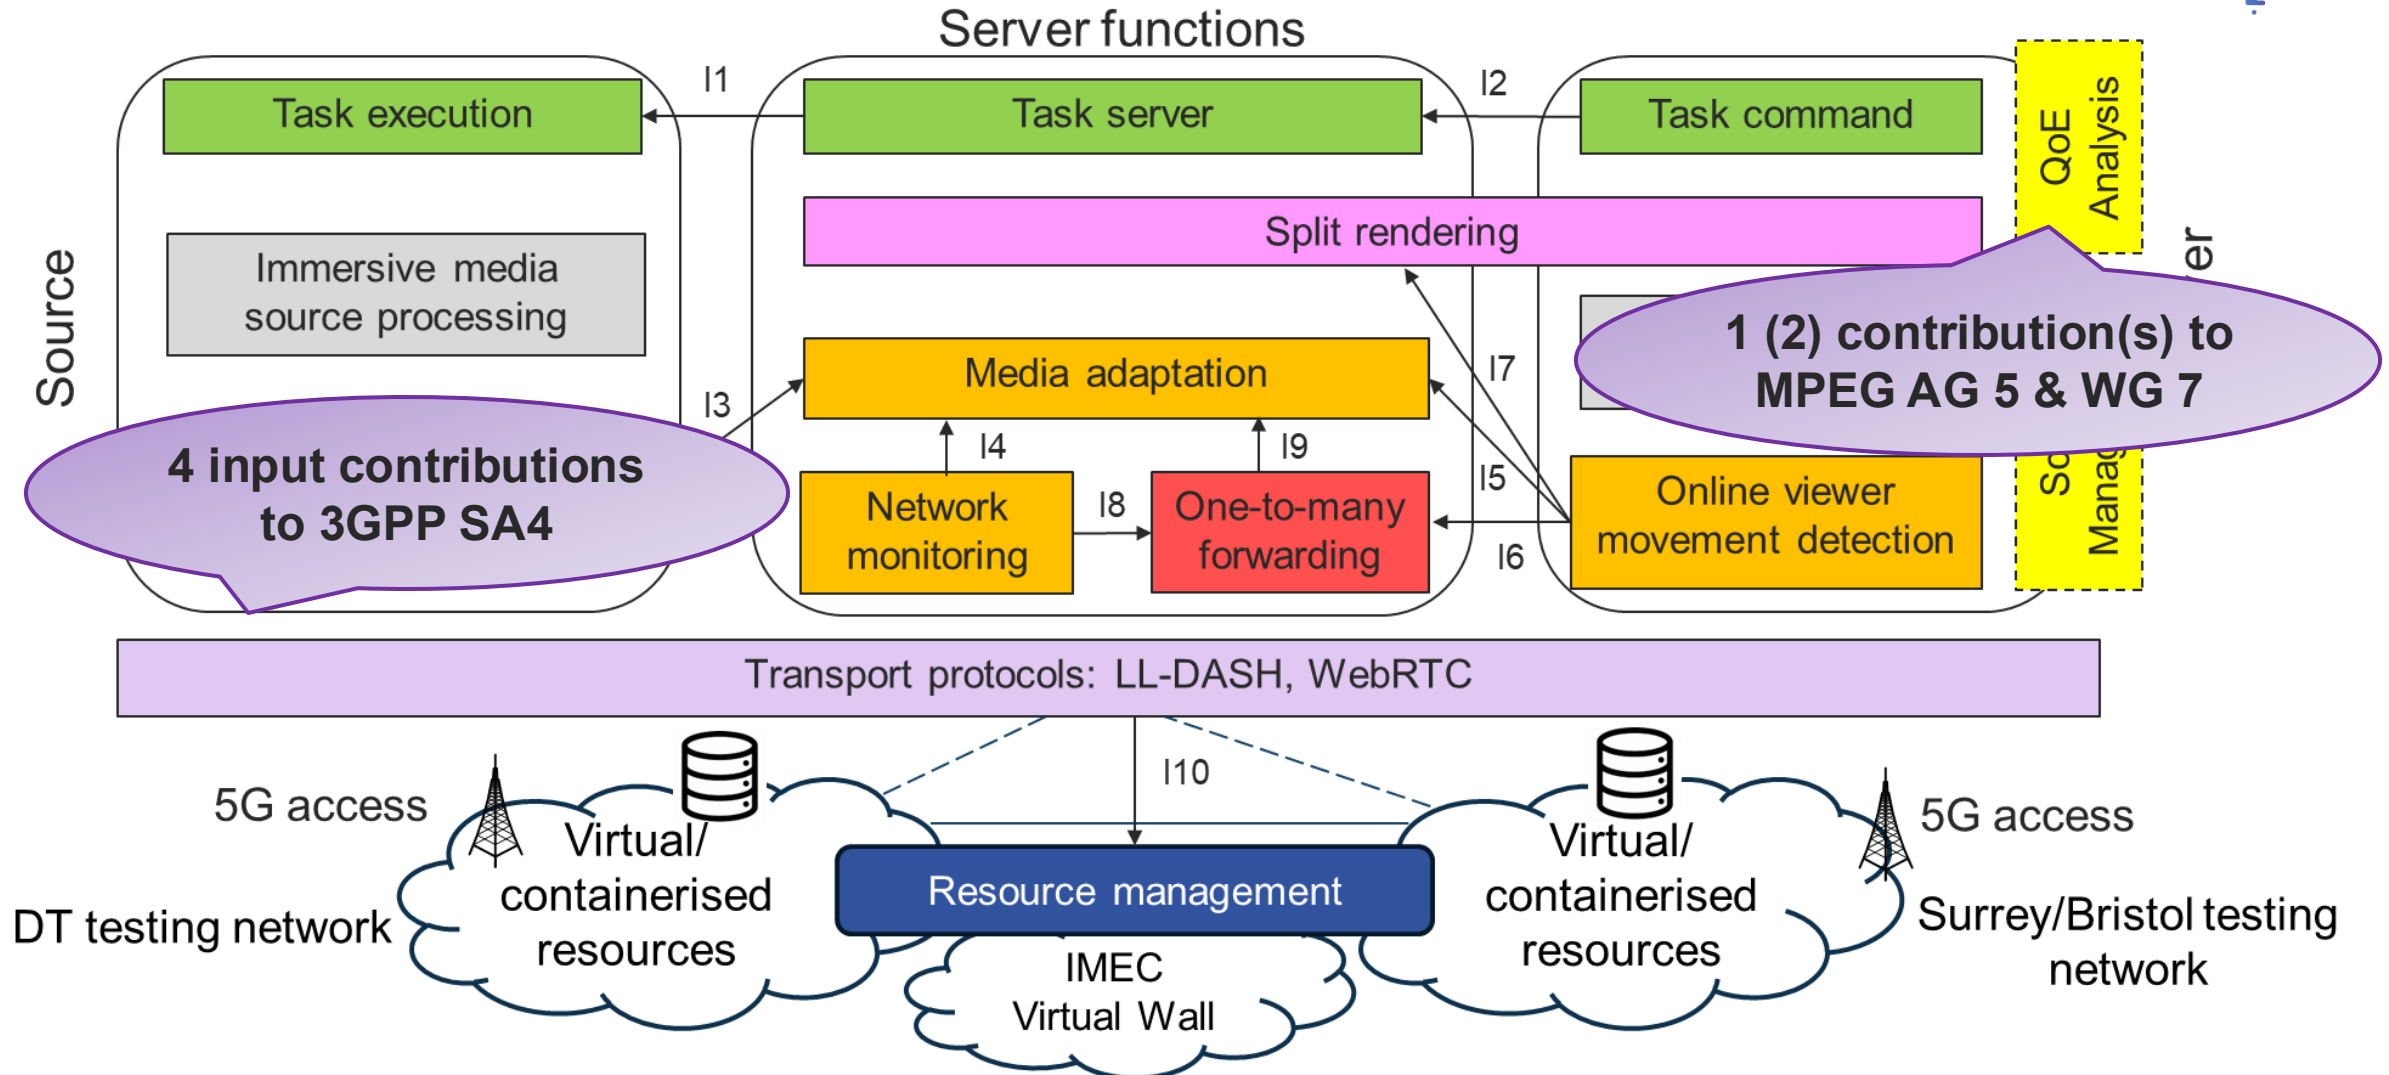 Server functions
I1
I2
Task execution
Task server
Task command
QoE
Analysis
Split rendering
Source
Immersive media
source processing
Media adaptation
I3
I7
1 (2) contribution(s) to
MPEG AG 5 & WG 7
4 input contributions
to 3GPP SA4
I4
I9
I5
Network
monitoring
I8
One-to-many
forwarding
I6
Online viewer
movement detection
Transport protocols: LL-DASH, WebRTC
I10
5G access
Virtual/
containerised
resources
DT testing network
Resource management
IMEC
Virtual Wall
Virtual/
containerised
resources
5G access
Surrey/Bristol testing
network